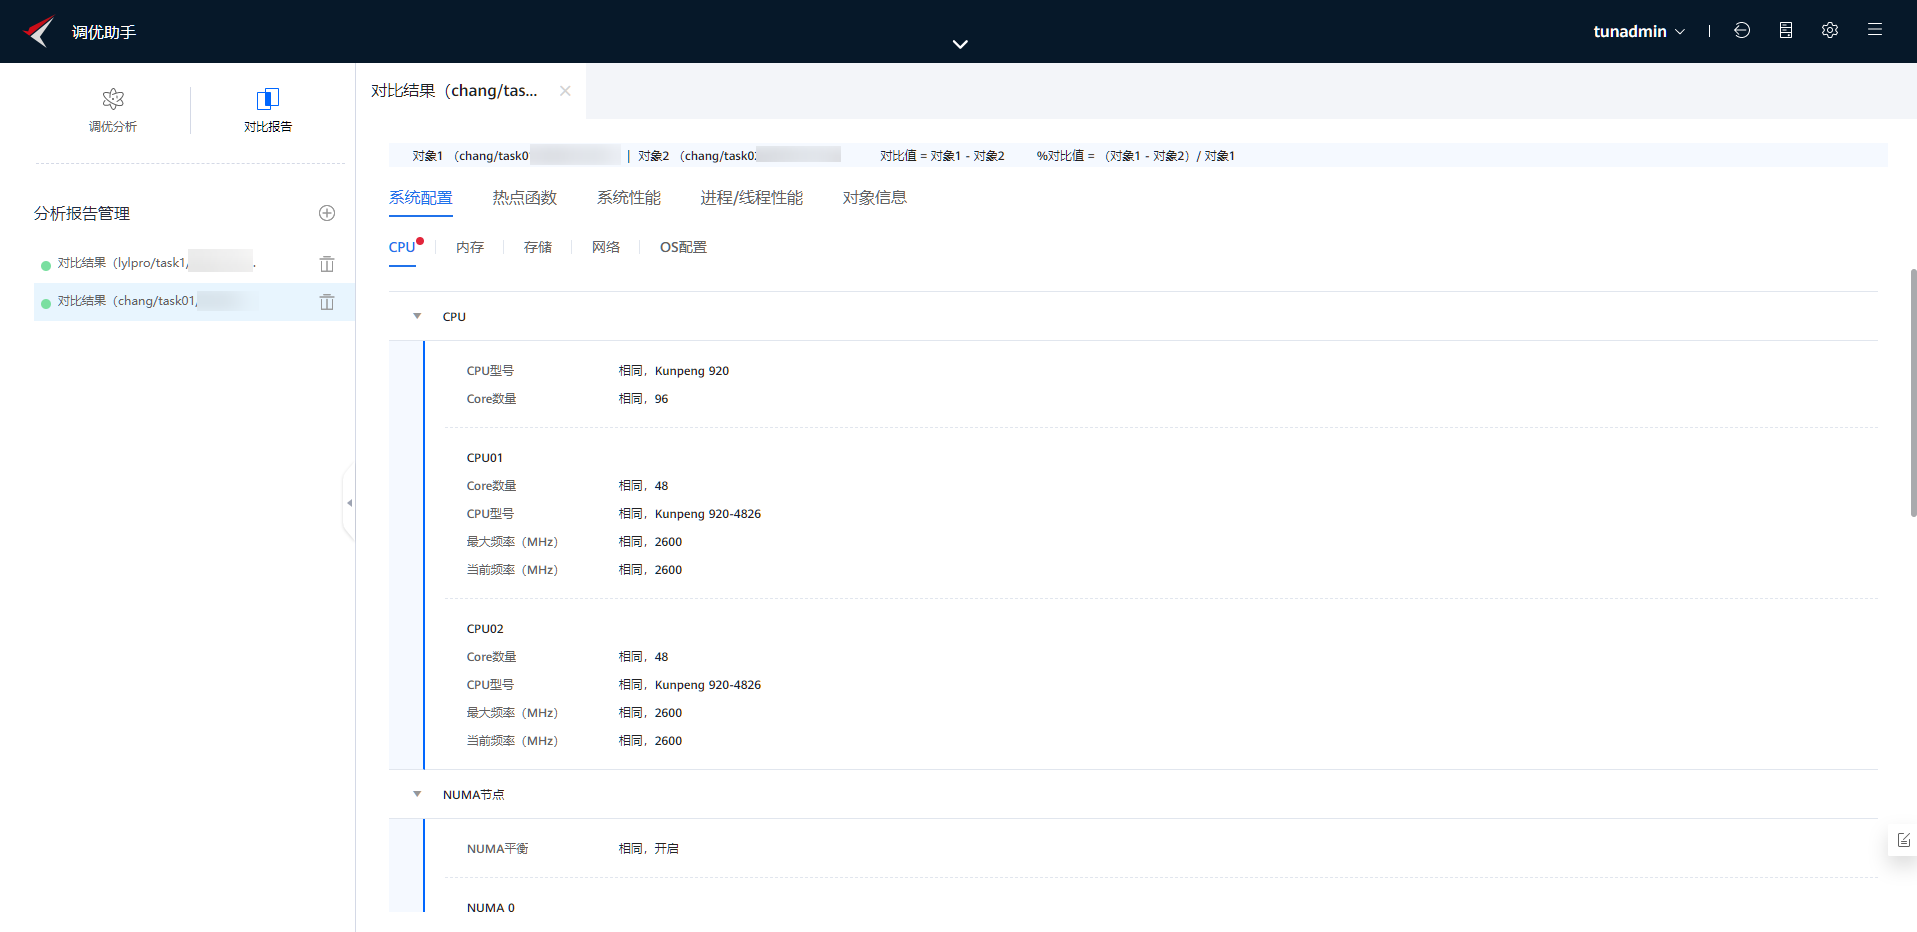 调优助手
tunadmin
调优分析
对比报告
分析报告管理
对比结果（lylpro/task1/
对比结果（chang/task01/
对比结果（chang/tas...
对象1 （chang/task0 | 对象2 （chang/task0 对比值 = 对象1 - 对象2 %对比值 = （对象1 - 对象2）/ 对象1
系统配置 热点函数 系统性能 进程/线程性能 对象信息
CPU 内存 存储 网络 OS配置
CPU
CPU型号 相同，Kunpeng 920
Core数量 相同，96
CPU01
Core数量 相同，48
CPU型号 相同，Kunpeng 920-4826
最大频率（MHz） 相同，2600
当前频率（MHz） 相同，2600
CPU02
Core数量 相同，48
CPU型号 相同，Kunpeng 920-4826
最大频率（MHz） 相同，2600
当前频率（MHz） 相同，2600
NUMA节点
NUMA平衡 相同，开启
NUMA 0